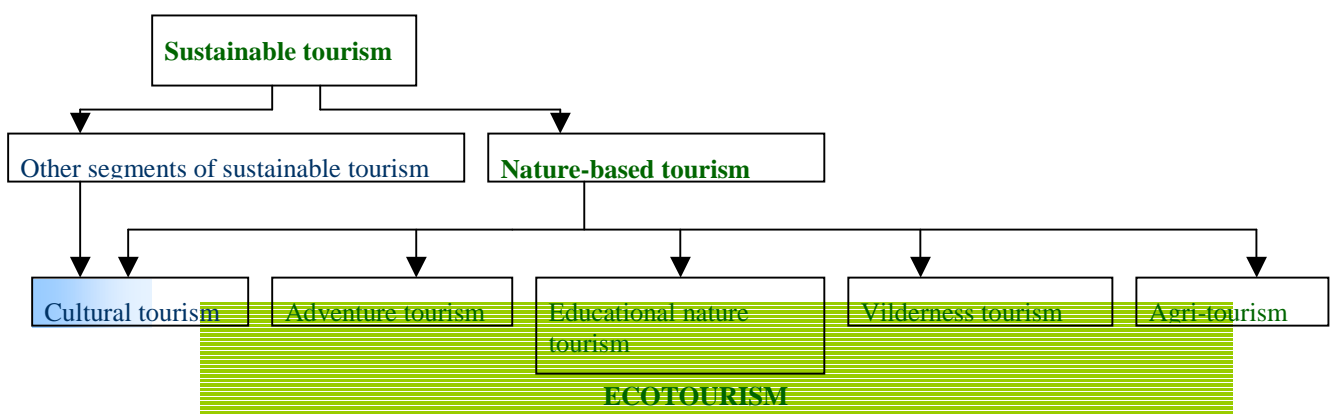 Sustainable tourism
Other segments of sustainable tourism
Nature-based tourism
Cultural tourism
Adventure tourism
Educational nature
tourism
Vilderness tourism
Agri-tourism
ECOTOURISM